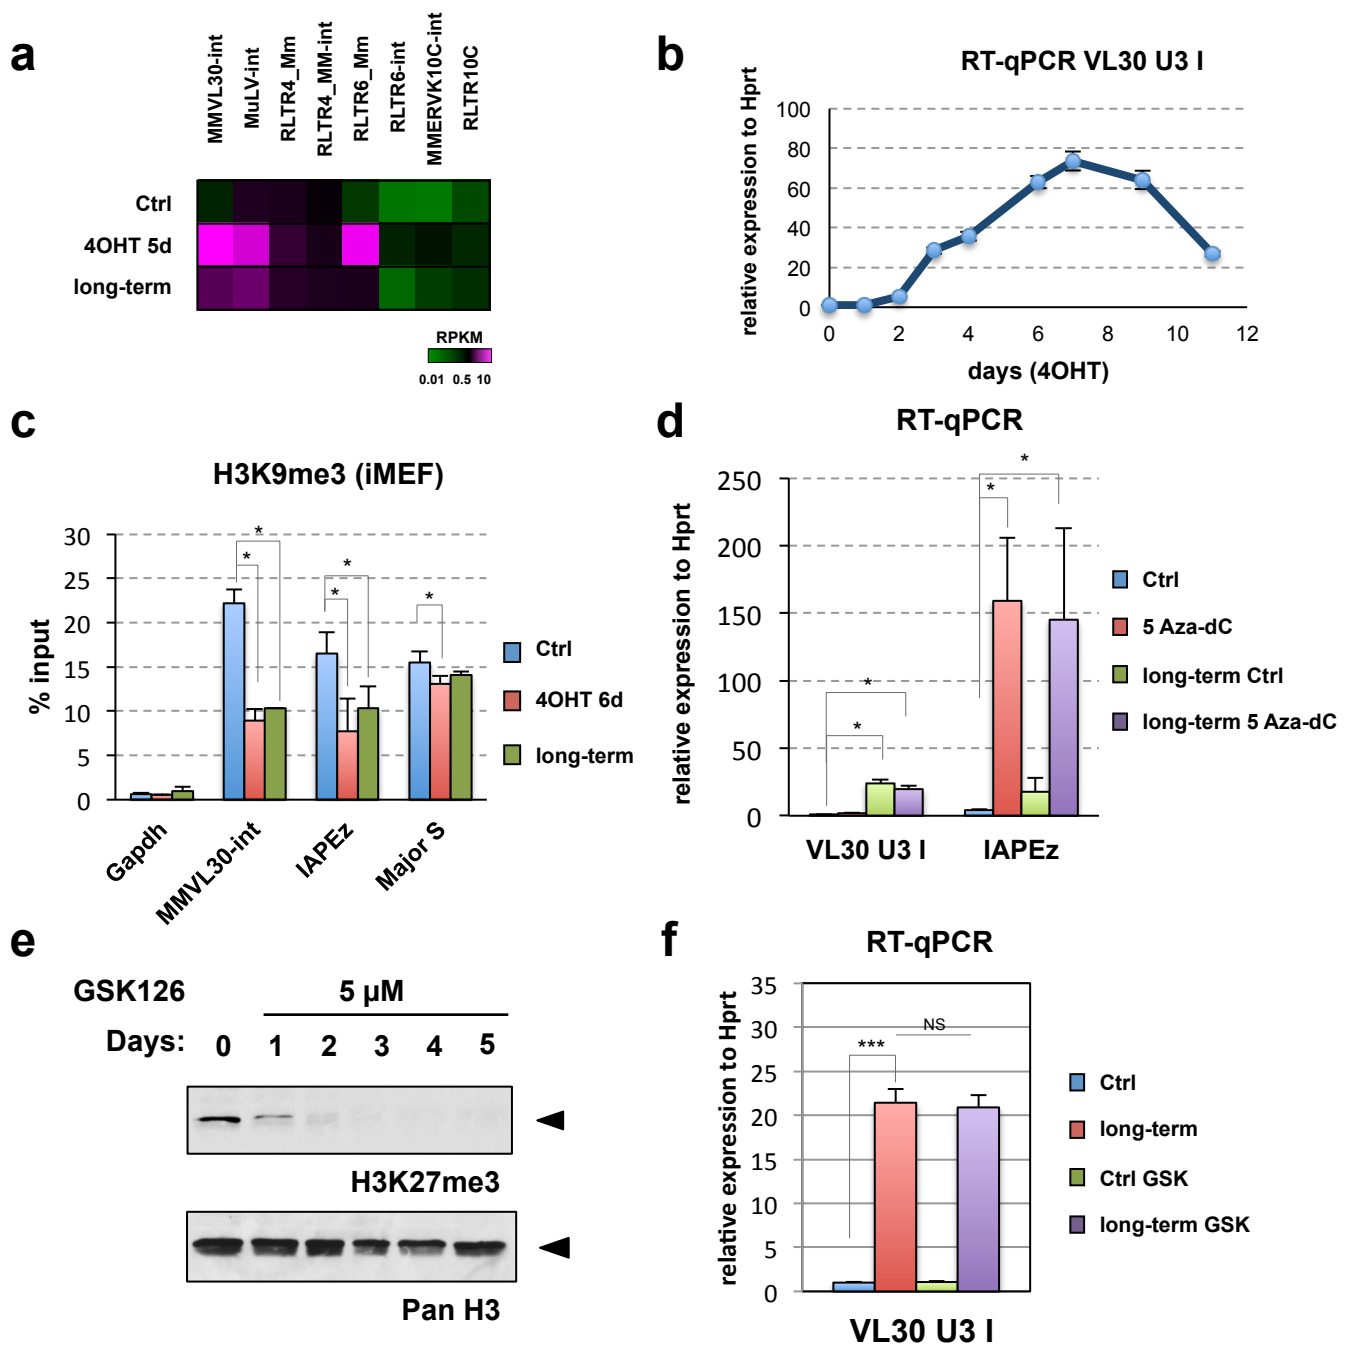 a
MMVL30-int
MuLV-int
RLTR4_Mm
RLTR4_MM-int
RLTR6_Mm
RLTR6-int
MMERVK10C-int
RLTR10C
Ctrl
4OHT 5d
long-term
RPKM
0.01 0.5 10
b
RT-qPCR VL30 U3 I
relative expression to Hprt
100
80
60
40
20
0
0 2 4 6 8 10 12
days (4OHT)
c
H3K9me3 (iMEF)
% input
30
25
20
15
10
5
0
* * * * *
Gapdh
MMVL30-int
IAPEz
Major S
Ctrl
4OHT 6d
long-term
d
RT-qPCR
relative expression to Hprt
250
200
150
100
50
0
* * * *
VL30 U3 I IAPEz
Ctrl
5 Aza-dC
long-term Ctrl
long-term 5 Aza-dC
e
GSK126 5 µM
Days: 0 1 2 3 4 5
H3K27me3
Pan H3
f
RT-qPCR
relative expression to Hprt
35
30
25
20
15
10
5
0
NS
***
VL30 U3 I
Ctrl
long-term
Ctrl GSK
long-term GSK